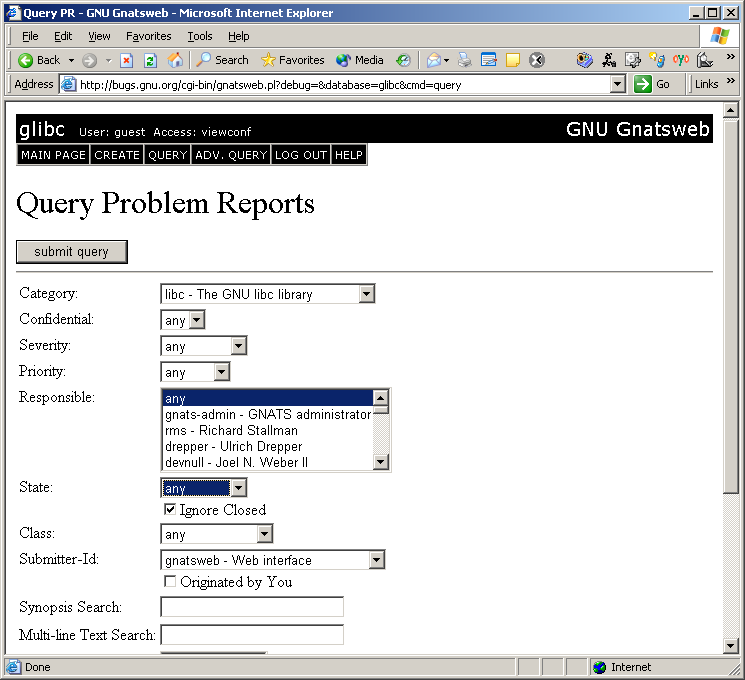 Query PR - GNU Gnatsweb - Microsoft Internet Explorer
File Edit View Favorites Tools Help
Back Search Favorites Media
Address http://bugs.gnu.org/cgi-bin/gnatsweb.pl?debug=&database=glibc&cmd=query Go Links
glibc User: guest Access: viewconf GNU Gnatsweb
MAIN PAGE CREATE QUERY ADV. QUERY LOG OUT HELP
Query Problem Reports
submit query
Category: libc - The GNU libc library
Confidential: any
Severity: any
Priority: any
Responsible: any
gnats-admin - GNATS administrator
rms - Richard Stallman
drepper - Ulrich Drepper
devnull - Joel N. Weber II
State: any
Ignore Closed
Class: any
Submitter-Id: gnatsweb - Web interface
Originated by You
Synopsis Search:
Multi-line Text Search:
Done Internet